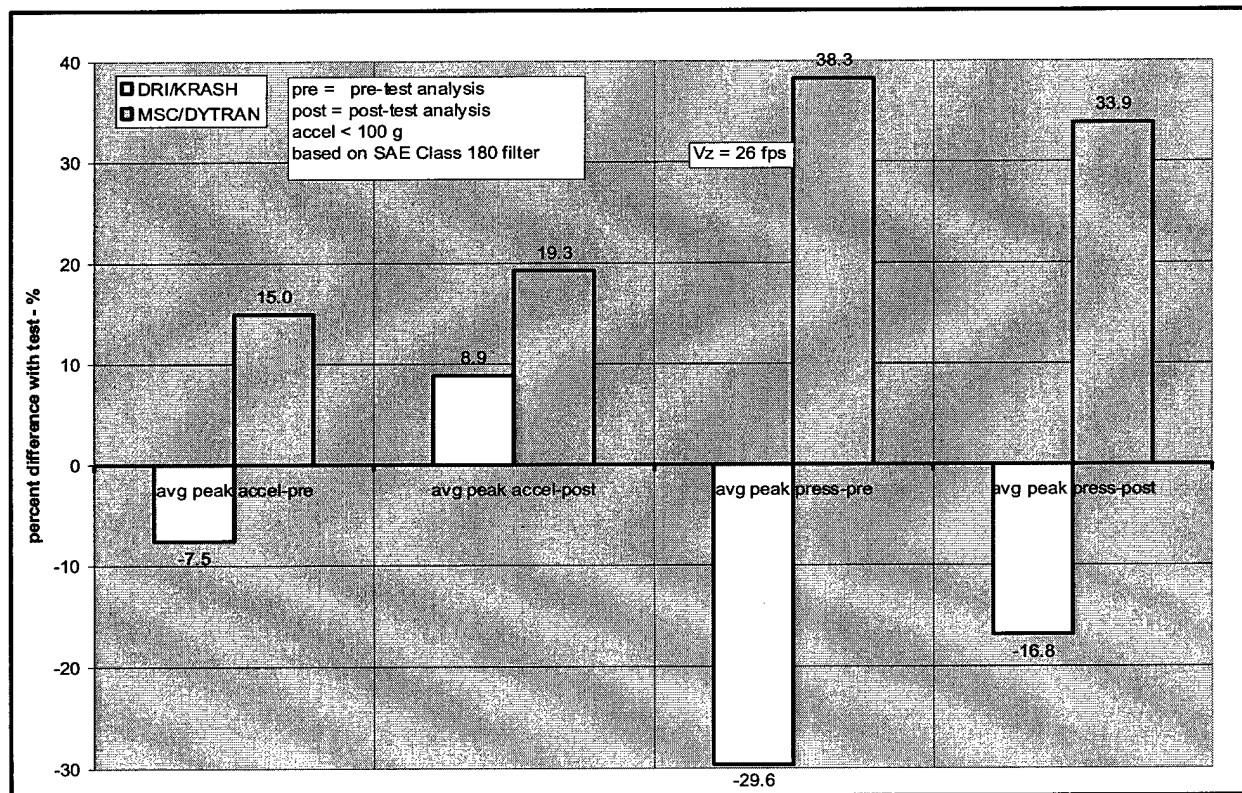 40
30
20
10
0
-10
-20
-30
percent difference with test - %
DRI/KRASH
MSC/DYTRAN
pre = pre-test analysis
post = post-test analysis
accel < 100 g
based on SAE Class 180 filter
Vz = 26 fps
38.3
33.9
19.3
15.0
8.9
avg peak accel-pre
avg peak accel-post
avg peak press-pre
avg peak press-post
-7.5
-16.8
-29.6